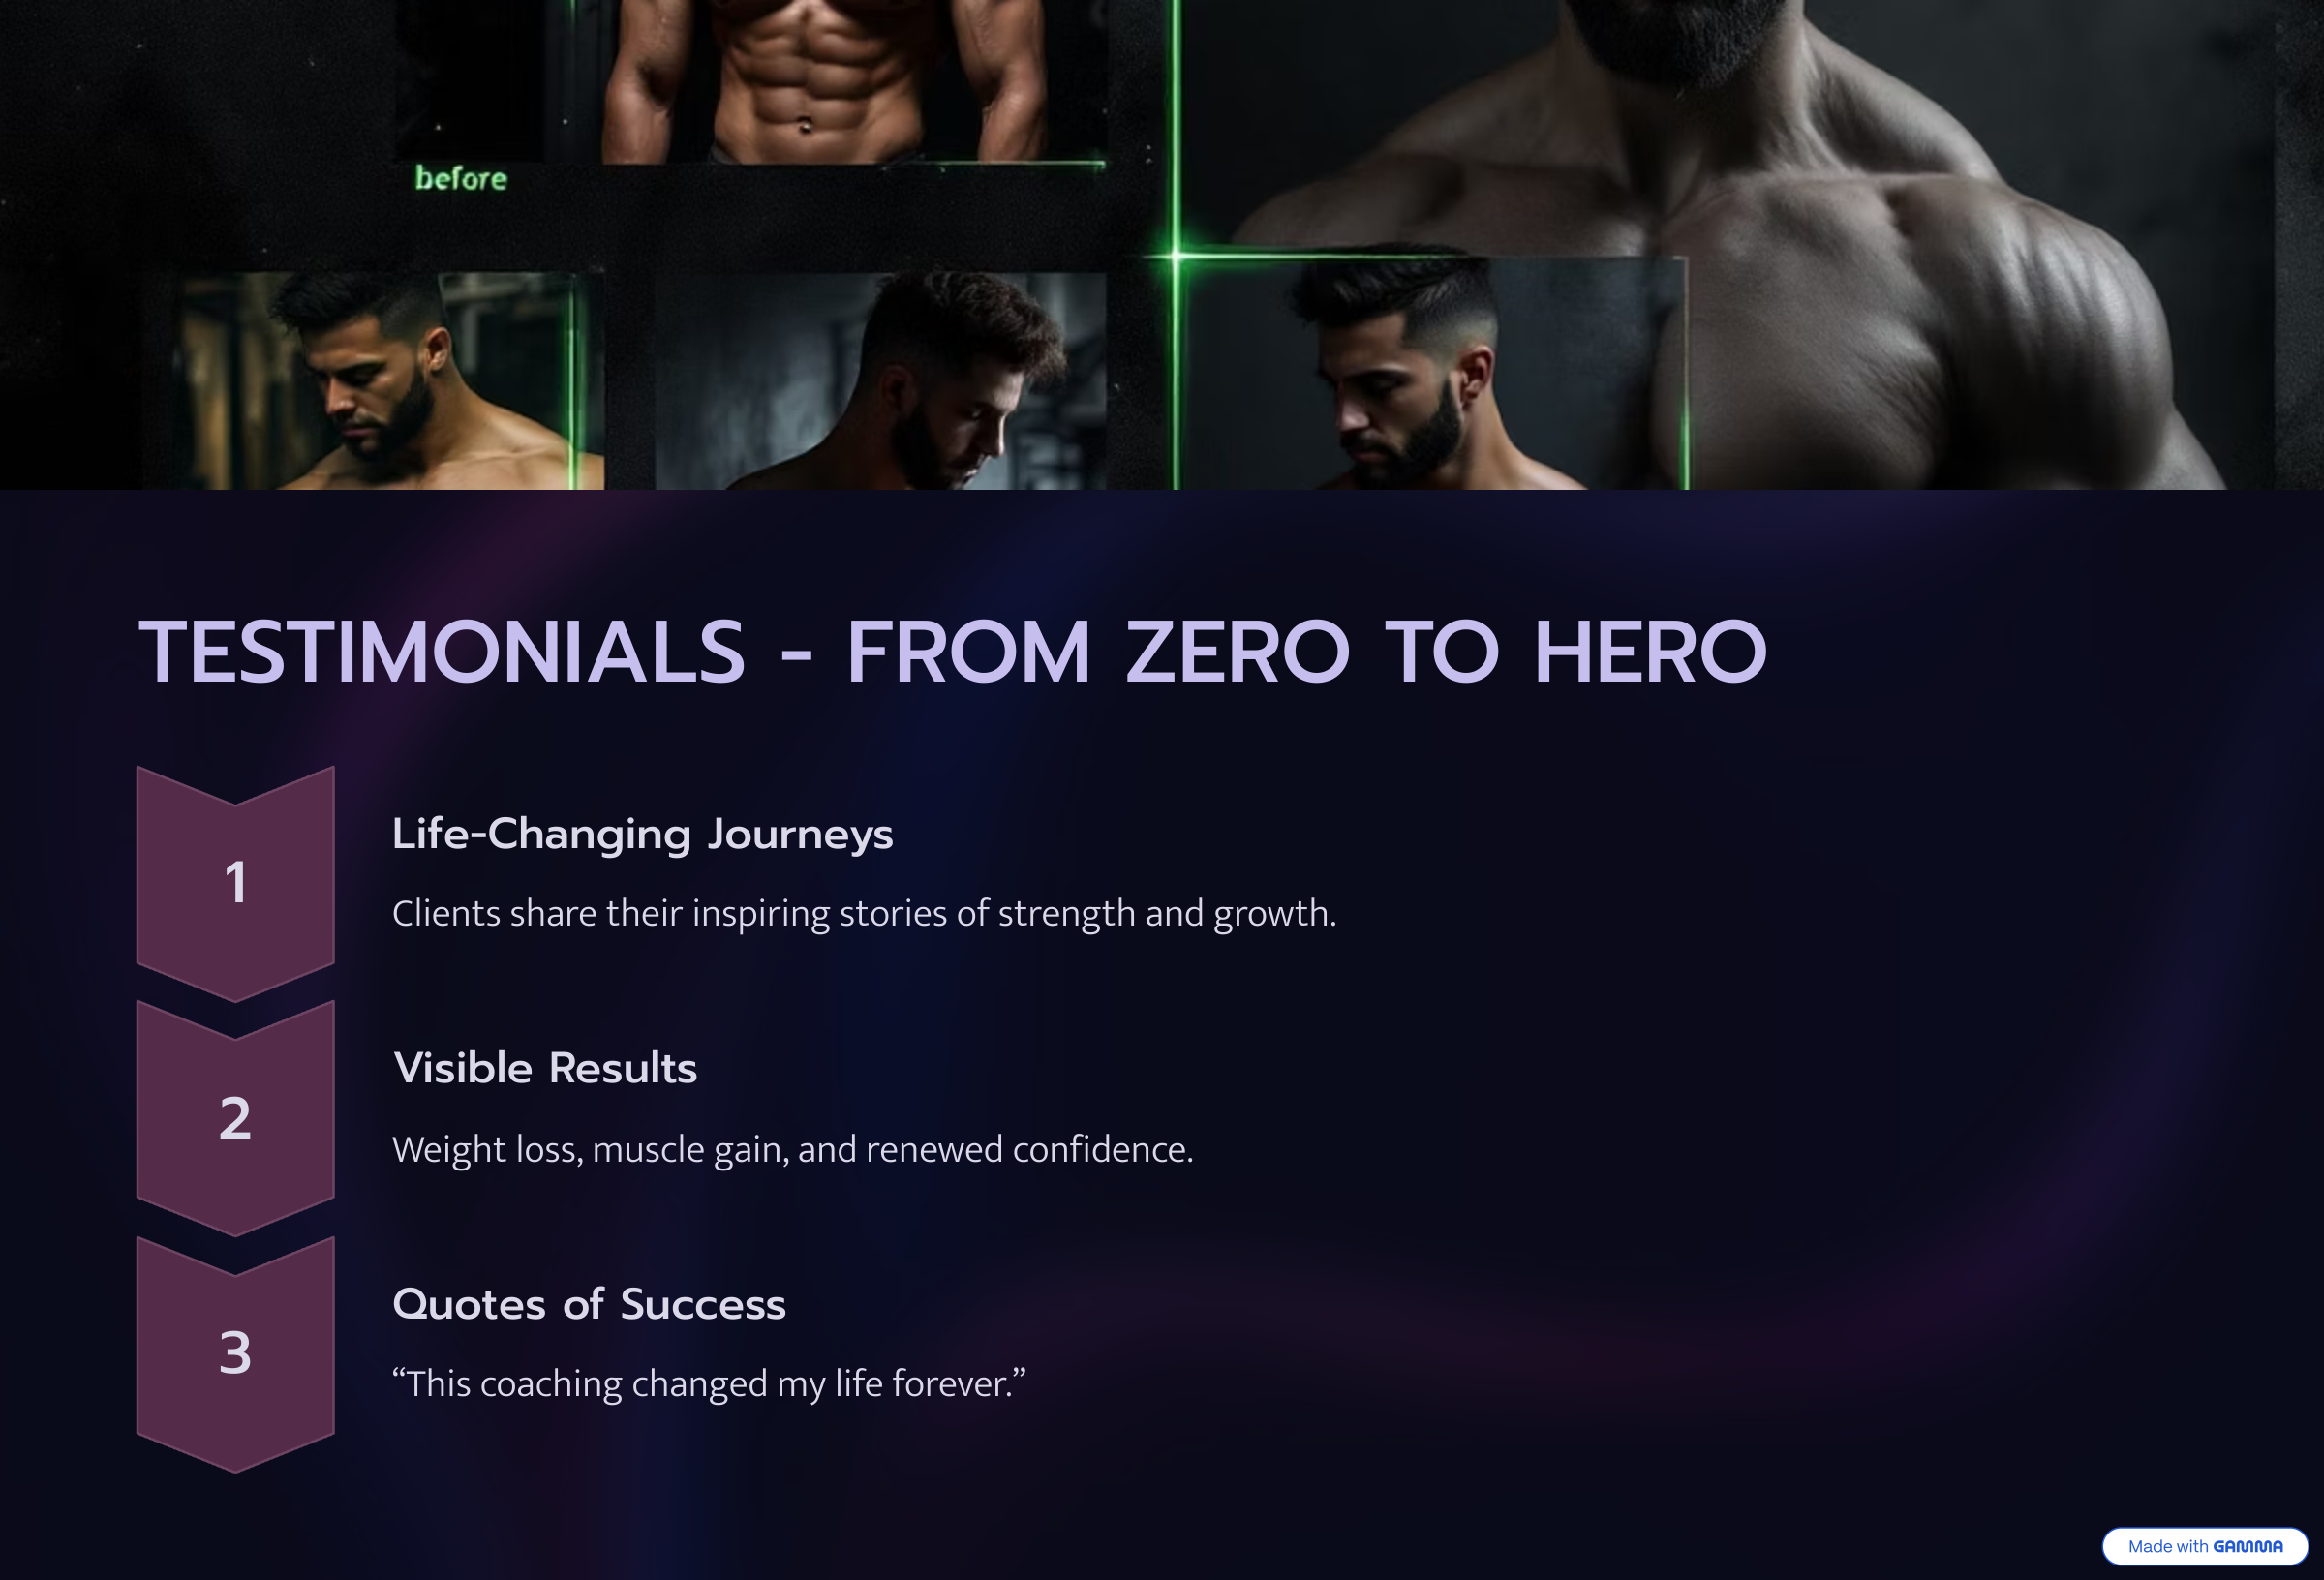 before
TESTIMONIALS - FROM ZERO TO HERO
1
Life-Changing Journeys
Clients share their inspiring stories of strength and growth.
2
Visible Results
Weight loss, muscle gain, and renewed confidence.
3
Quotes of Success
“This coaching changed my life forever.”
Made with GAMMA